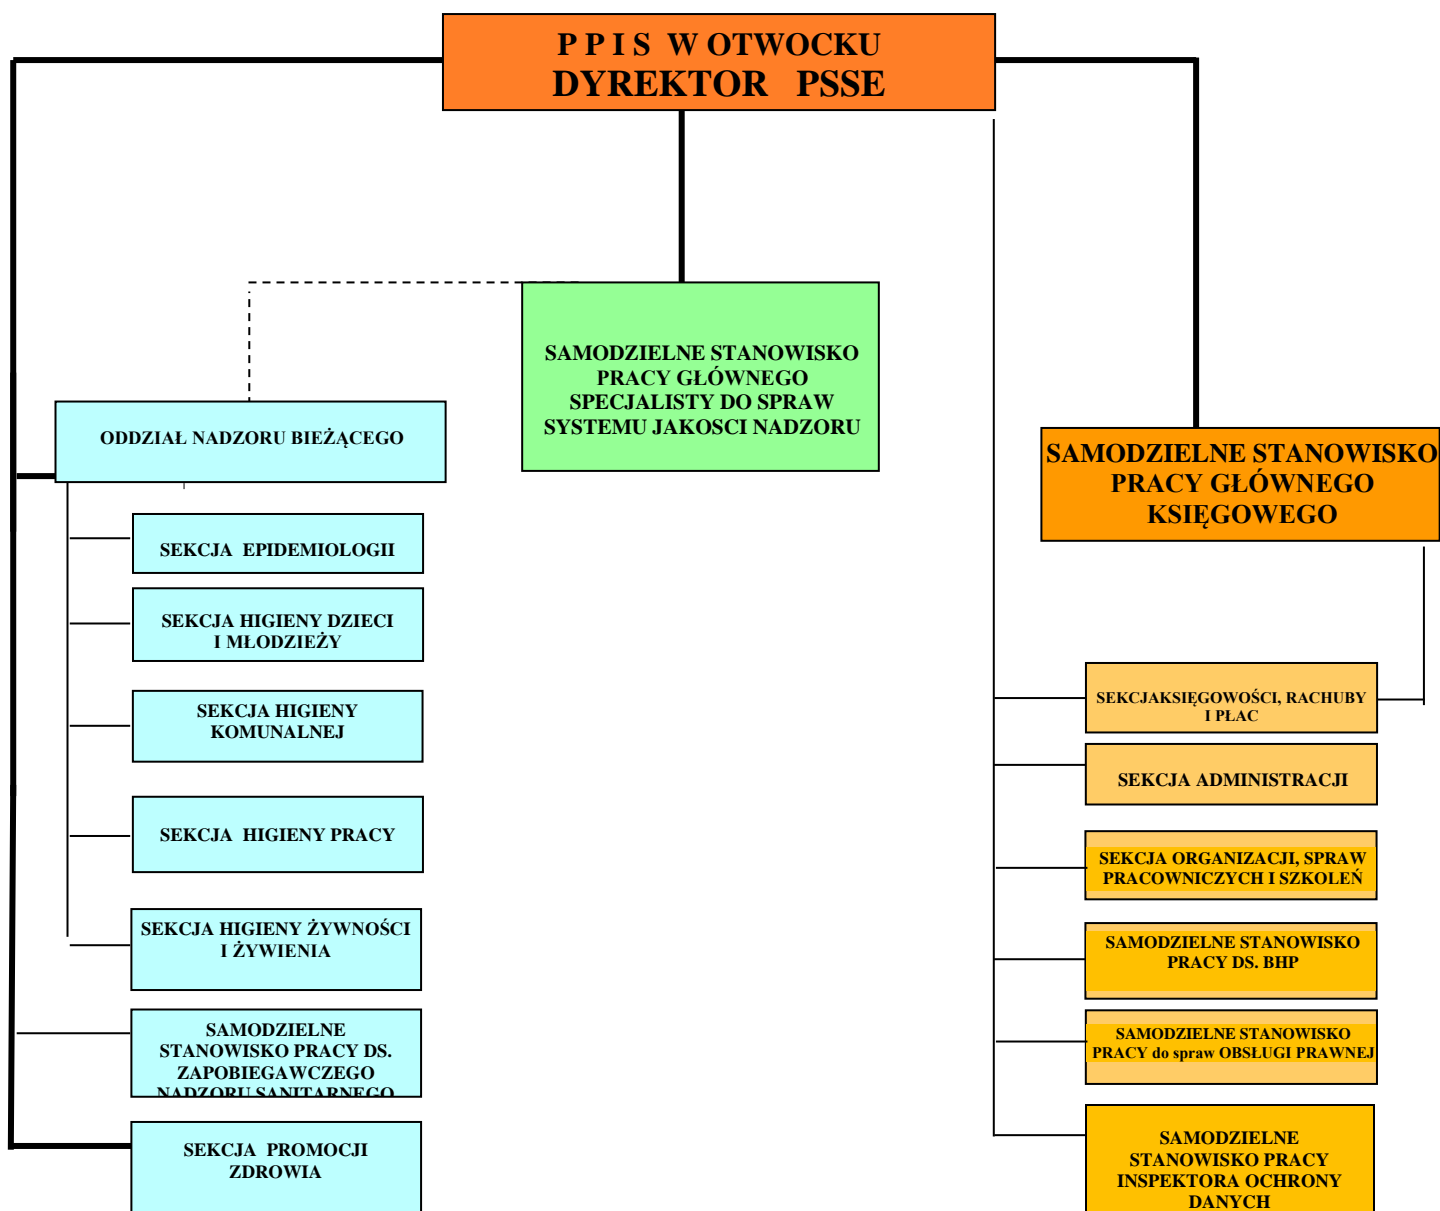 P P I S W OTWOCKU
DYREKTOR PSSE
SAMODZIELNE STANOWISKO
PRACY GŁÓWNEGO
SPECJALISTY DO SPRAW
SYSTEMU JAKOSCI NADZORU
ODDZIAŁ NADZORU BIEŻĄCEGO
SEKCJA EPIDEMIOLOGII
SEKCJA HIGIENY DZIECI
I MŁODZIEŻY
SEKCJA HIGIENY
KOMUNALNEJ
SEKCJA HIGIENY PRACY
SEKCJA HIGIENY ŻYWNOŚCI
I ŻYWIENIA
SAMODZIELNE
STANOWISKO PRACY DS.
ZAPOBIEGAWCZEGO
NADZORU SANITARNEGO
SEKCJA PROMOCJI
ZDROWIA
SAMODZIELNE STANOWISKO
PRACY GŁÓWNEGO
KSIĘGOWEGO
SEKCJAKSIĘGOWOŚCI, RACHUBY
I PŁAC
SEKCJA ADMINISTRACJI
SEKCJA ORGANIZACJI, SPRAW
PRACOWNICZYCH I SZKOLEŃ
SAMODZIELNE STANOWISKO
PRACY DS. BHP
SAMODZIELNE STANOWISKO
PRACY do spraw OBSŁUGI PRAWNEJ
SAMODZIELNE
STANOWISKO PRACY
INSPEKTORA OCHRONY
DANYCH